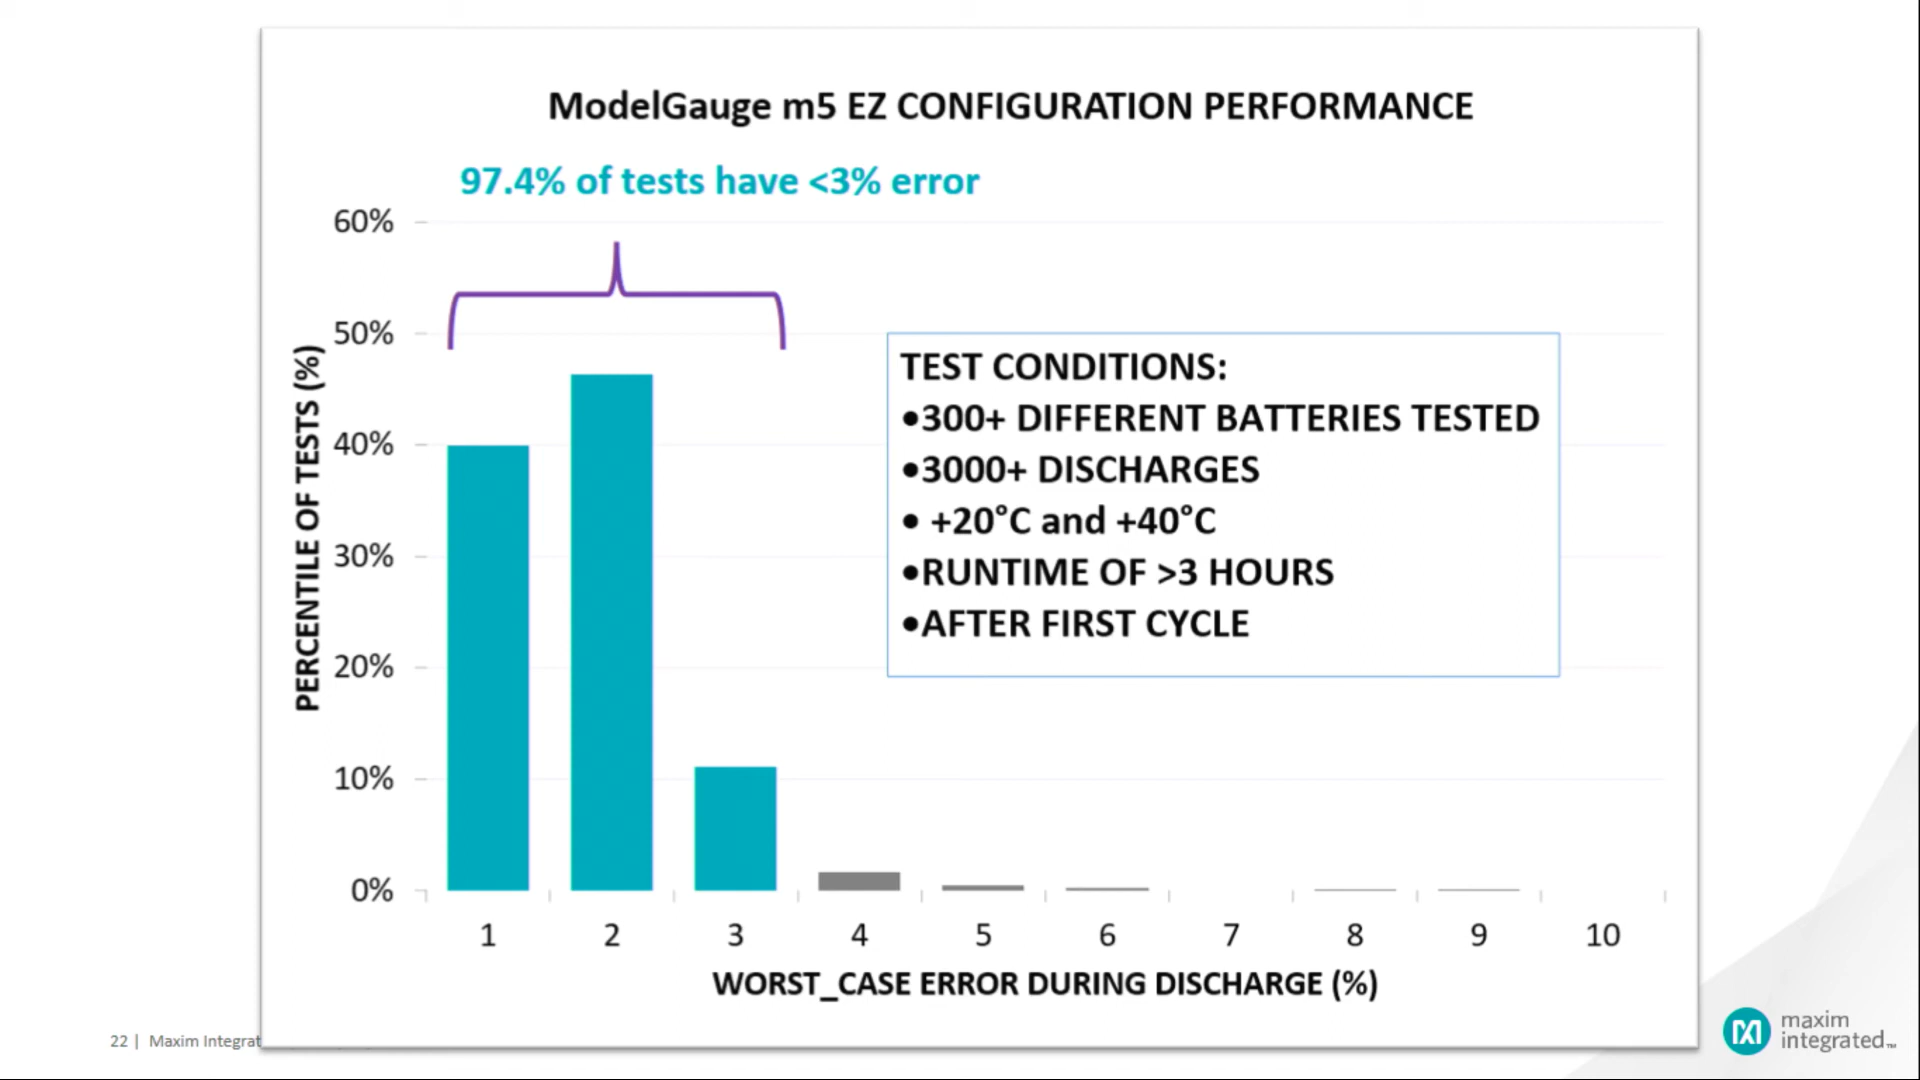 ModelGauge m5 EZ CONFIGURATION PERFORMANCE
97.4% of tests have <3% error
60%
50%
40%
30%
20%
10%
0%
PERCENTILE OF TESTS (%)
TEST CONDITIONS:
•300+ DIFFERENT BATTERIES TESTED
•3000+ DISCHARGES
• +20°C and +40°C
•RUNTIME OF >3 HOURS
•AFTER FIRST CYCLE
1 2 3 4 5 6 7 8 9 10
WORST_CASE ERROR DURING DISCHARGE (%)
22 | Maxim Integrat
maxim
integrated™